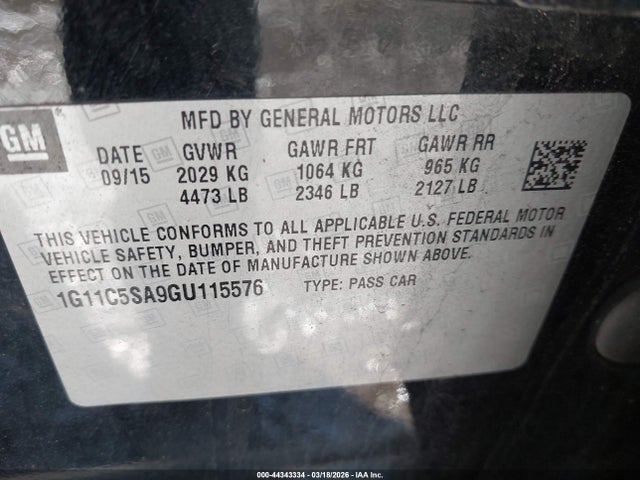 GM
MFD BY GENERAL MOTORS LLC
DATE GVWR GAWR FRT GAWR RR
09/15 2029 KG 1064 KG 965 KG
4473 LB 2346 LB 2127 LB
THIS VEHICLE CONFORMS TO ALL APPLICABLE U.S. FEDERAL MOTOR
VEHICLE SAFETY, BUMPER, AND THEFT PREVENTION STANDARDS IN
EFFECT ON THE DATE OF MANUFACTURE SHOWN ABOVE.
1G11C5SA9GU115576 TYPE: PASS CAR
000-44343334 | 03/18/2026 | IAA Inc.